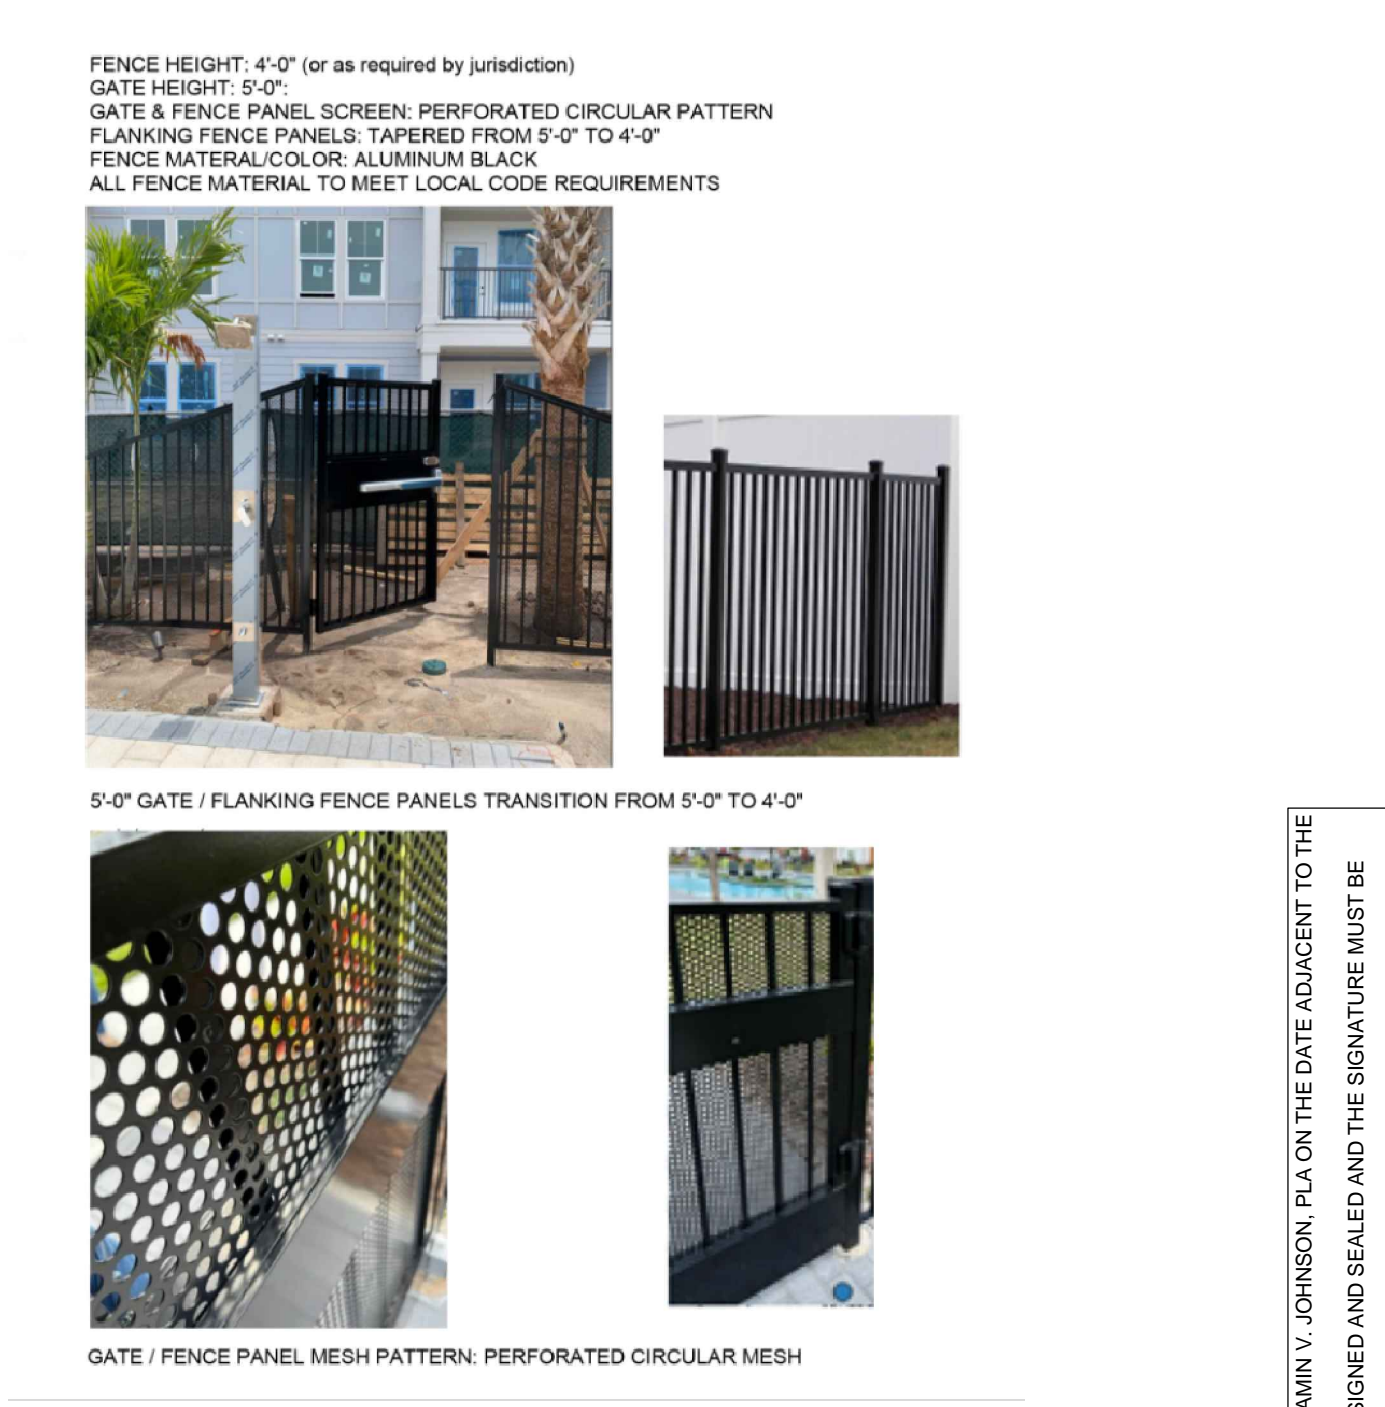 FENCE HEIGHT: 4'-0" (or as required by jurisdiction)
GATE HEIGHT: 5'-0":
GATE & FENCE PANEL SCREEN: PERFORATED CIRCULAR PATTERN
FLANKING FENCE PANELS: TAPERED FROM 5'-0" TO 4'-0"
FENCE MATERAL/COLOR: ALUMINUM BLACK
ALL FENCE MATERIAL TO MEET LOCAL CODE REQUIREMENTS
5'-0" GATE / FLANKING FENCE PANELS TRANSITION FROM 5'-0" TO 4'-0"
GATE / FENCE PANEL MESH PATTERN: PERFORATED CIRCULAR MESH
AMIN V. JOHNSON, PLA ON THE DATE ADJACENT TO THE
SIGNED AND SEALED AND THE SIGNATURE MUST BE